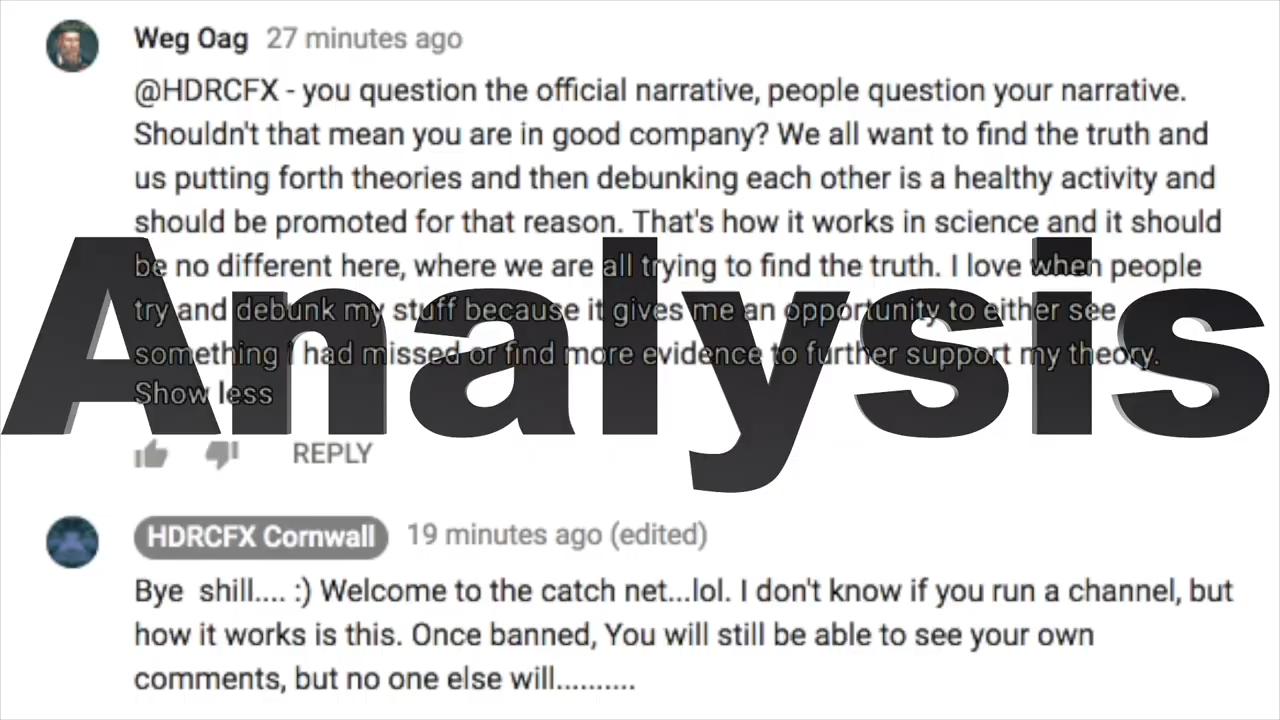 Weg Oag 27 minutes ago
@HDRCFX - you question the official narrative, people question your narrative.
Shouldn't that mean you are in good company? We all want to find the truth and
us putting forth theories and then debunking each other is a healthy activity and
should be promoted for that reason. That's how it works in science and it should
be no different here, where we are all trying to find the truth. I love when people
try and debunk my stuff because it gives me an opportunity to either see
something I had missed or find more evidence to further support my theory.
Show less
Analysis
REPLY
HDRCFX Cornwall 19 minutes ago (edited)
Bye  shill.... :) Welcome to the catch net...lol. I don't know if you run a channel, but
how it works is this. Once banned, You will still be able to see your own
comments, but no one else will..........